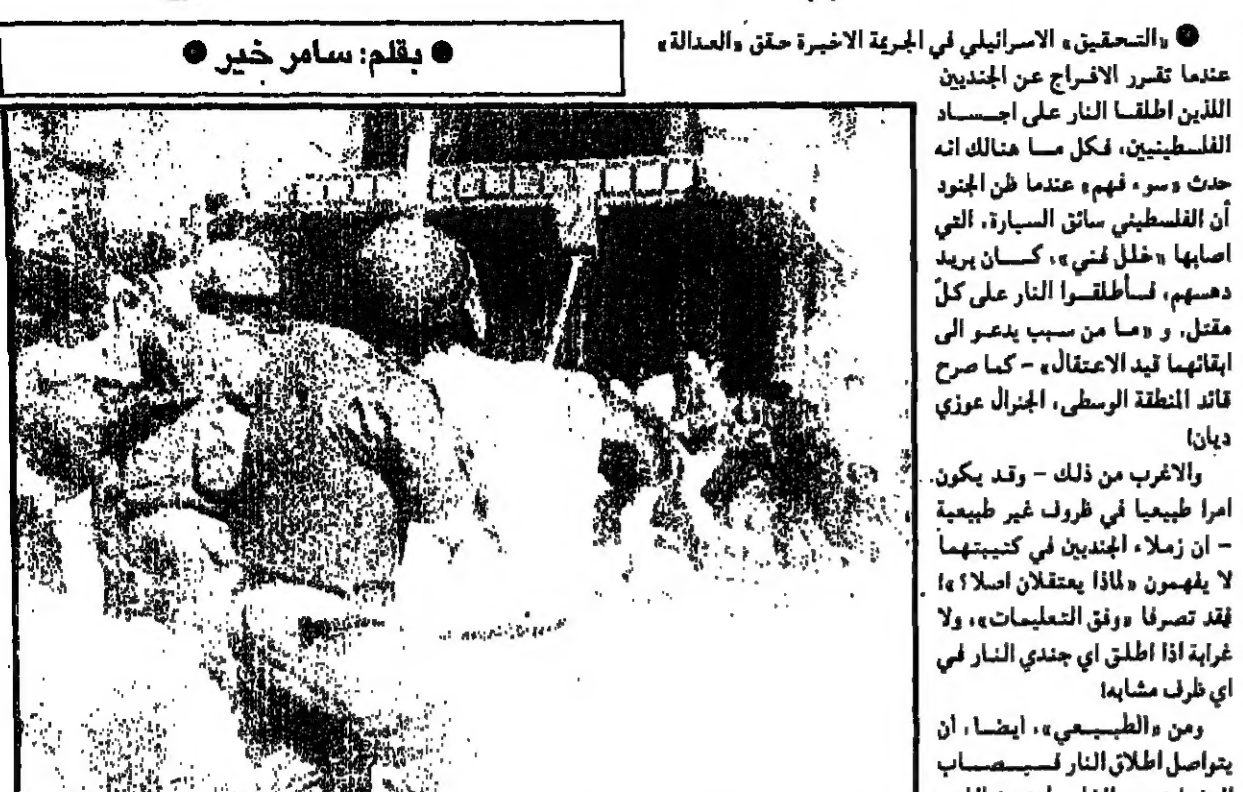 ● «التحقيق» الاسرائيلي في الجريمة الاخيرة حقق «العدالة»
● بقلم: سامر خير ●
عندما تقرر الافراج عن الجنديين
اللذين اطلقا النار على اجساد
الفلسطينيين، فكل ما هنالك انه
حدث «سوء فهم» عندما ظن الجنود
أن الفلسطيني سائق السيارة، التي
اصابها «خلل فني»، كان يريد
دهسهم، فأطلقوا النار على كلّ
مقتل، و «ما من سبب يدعو الى
ابقائهما قيد الاعتقال» - كما صرح
قائد المنطقة الوسطى، الجنرال عوزي
ديان!
والاغرب من ذلك - وقد يكون
امرا طبيعيا في ظروف غير طبيعية
- ان زملاء الجنديين في كتيبتهما
لا يفهمون «لماذا يعتقلان اصلا؟»!
فقد تصرفا «وفق التعليمات»، ولا
غرابة اذا اطلق اي جندي النار في
اي ظرف مشابه!
ومن «الطبيعي»، ايضا، أن
يتواصل اطلاق النار فيصاب